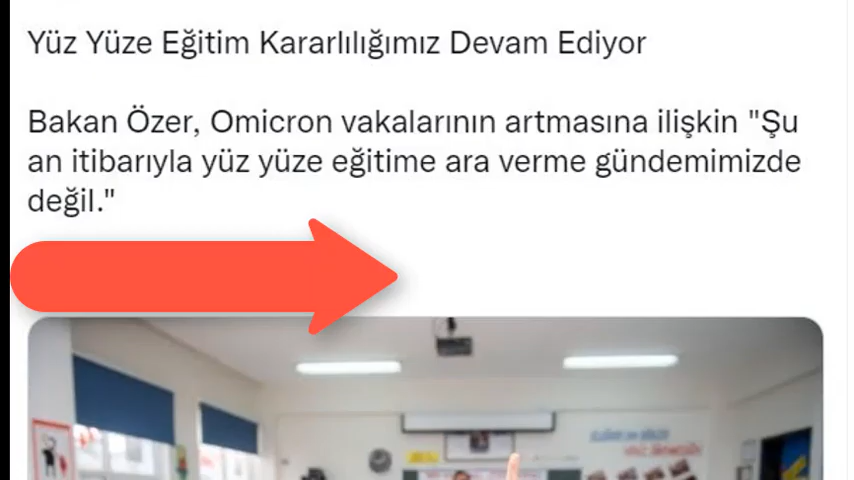 Yüz Yüze Eğitim Kararlılığımız Devam Ediyor
Bakan Özer, Omicron vakalarının artmasına ilişkin "Şu
an itibarıyla yüz yüze eğitime ara verme gündemimizde
değil."